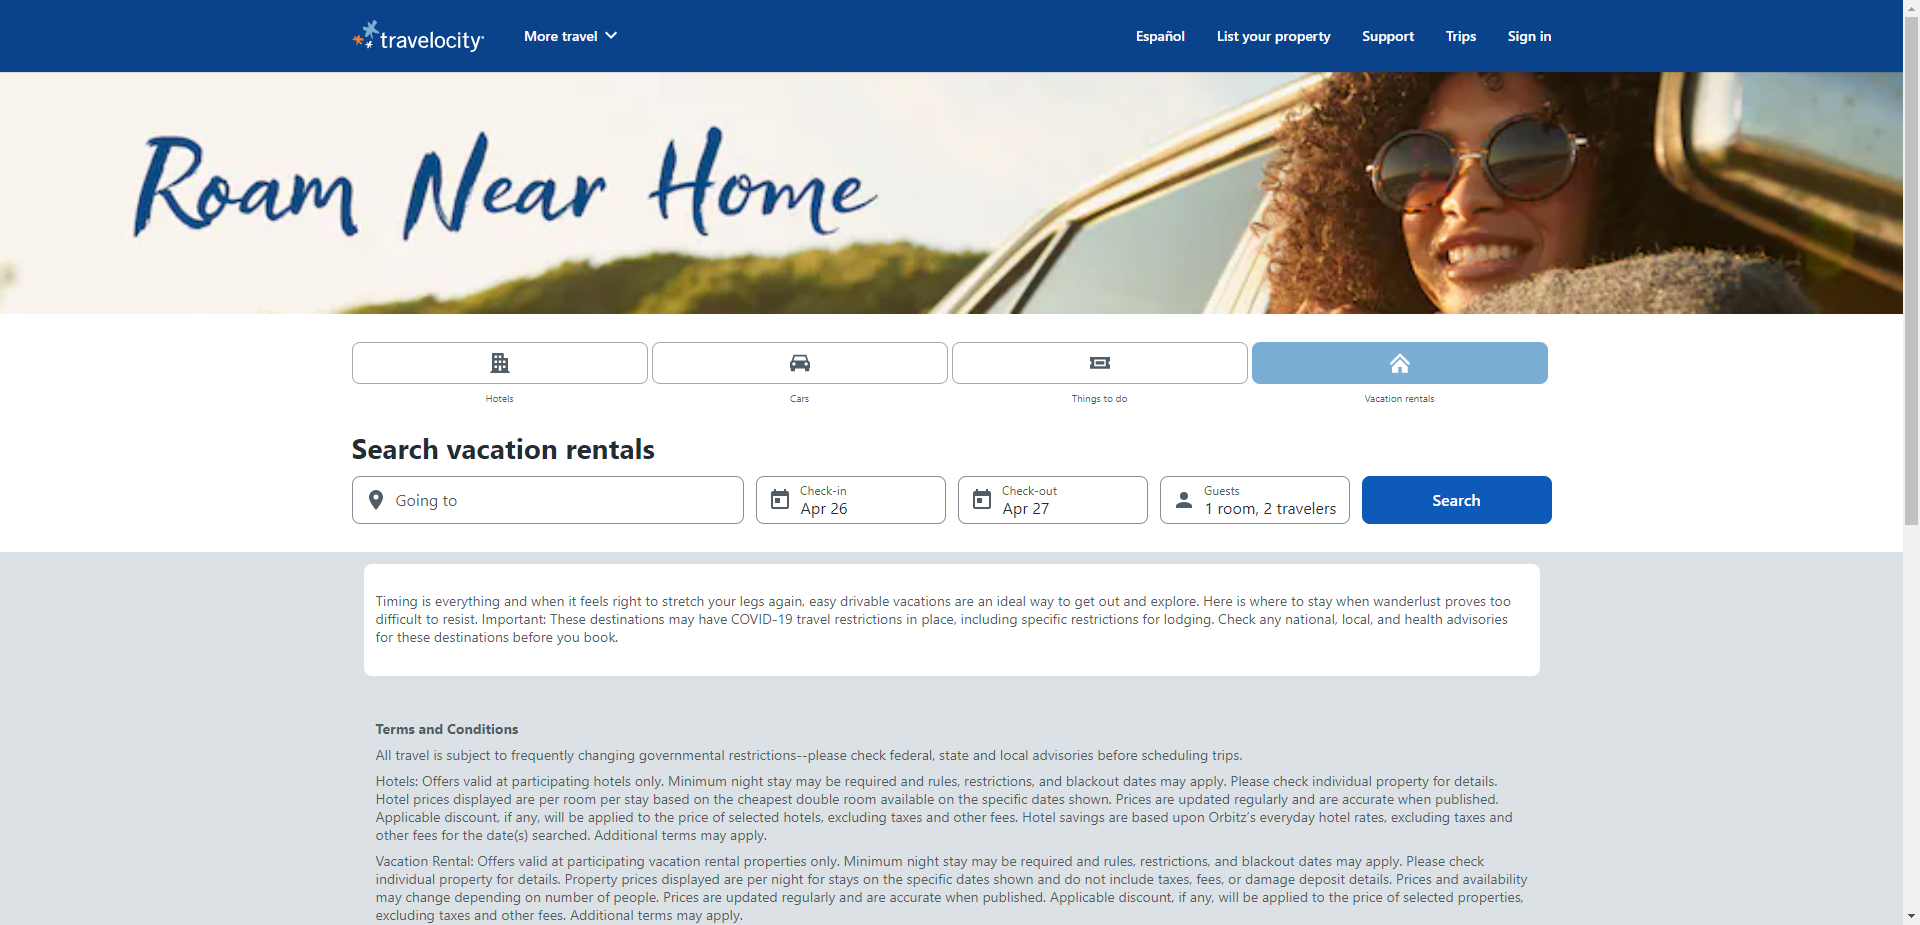 travelocity
More travel
Español
List your property
Support
Trips
Sign in
Roam Near Home
Hotels
Cars
Things to do
Vacation rentals
Search vacation rentals
Going to
Check-in
Apr 26
Check-out
Apr 27
Guests
1 room, 2 travelers
Search
Timing is everything and when it feels right to stretch your legs again, easy drivable vacations are an ideal way to get out and explore. Here is where to stay when wanderlust proves too
difficult to resist. Important: These destinations may have COVID-19 travel restrictions in place, including specific restrictions for lodging. Check any national, local, and health advisories
for these destinations before you book.
Terms and Conditions
All travel is subject to frequently changing governmental restrictions--please check federal, state and local advisories before scheduling trips.
Hotels: Offers valid at participating hotels only. Minimum night stay may be required and rules, restrictions, and blackout dates may apply. Please check individual property for details.
Hotel prices displayed are per room per stay based on the cheapest double room available on the specific dates shown. Prices are updated regularly and are accurate when published.
Applicable discount, if any, will be applied to the price of selected hotels, excluding taxes and other fees. Hotel savings are based upon Orbitz's everyday hotel rates, excluding taxes and
other fees for the date(s) searched. Additional terms may apply.
Vacation Rental: Offers valid at participating vacation rental properties only. Minimum night stay may be required and rules, restrictions, and blackout dates may apply. Please check
individual property for details. Property prices displayed are per night for stays on the specific dates shown and do not include taxes, fees, or damage deposit details. Prices and availability
may change depending on number of people. Prices are updated regularly and are accurate when published. Applicable discount, if any, will be applied to the price of selected properties,
excluding taxes and other fees. Additional terms may apply.